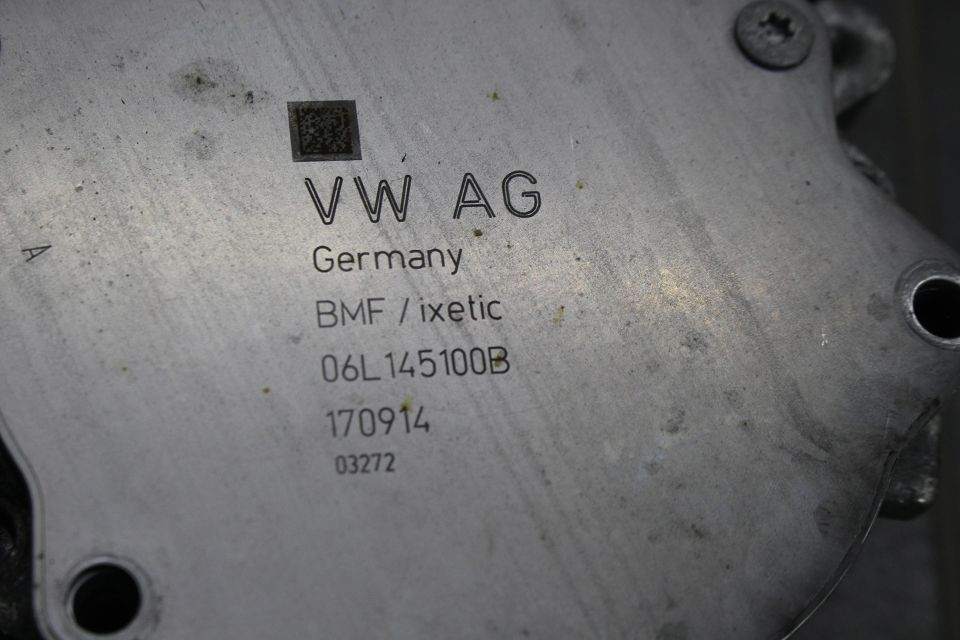 VW AG
Germany
BMF / ixetic
06L145100B
170914
03272
A